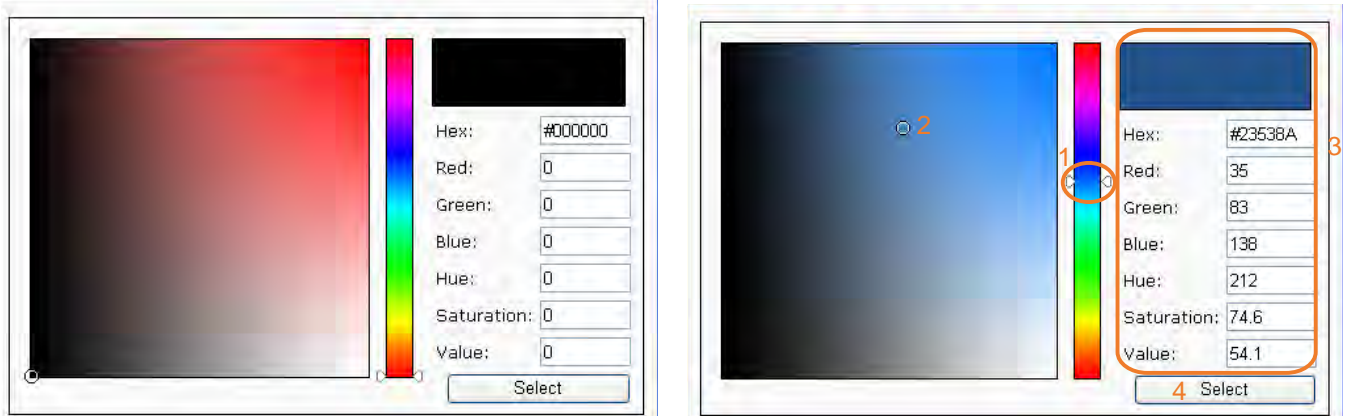 Hex: #000000
Red: 0
Green: 0
Blue: 0
Hue: 0
Saturation: 0
Value: 0
Select
1
2
3
Hex: #23538A
Red: 35
Green: 83
Blue: 138
Hue: 212
Saturation: 74.6
Value: 54.1
4 Select